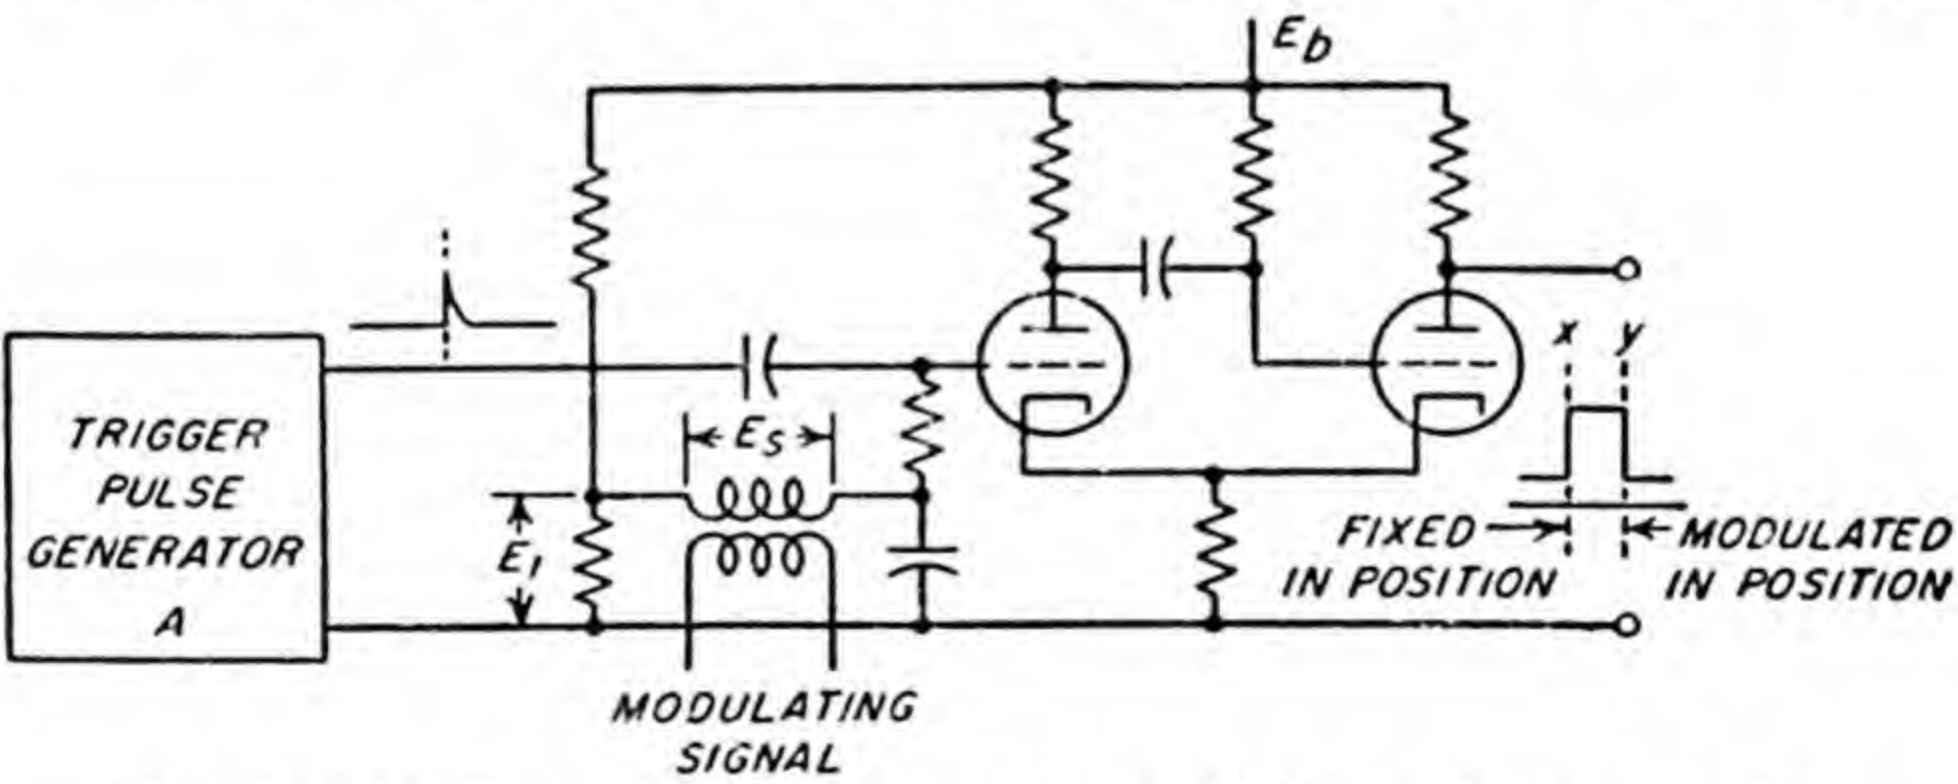 Eb
TRIGGER
PULSE
GENERATOR
A
ES
E1
x y
FIXED
IN POSITION
MODULATED
IN POSITION
MODULATING
SIGNAL